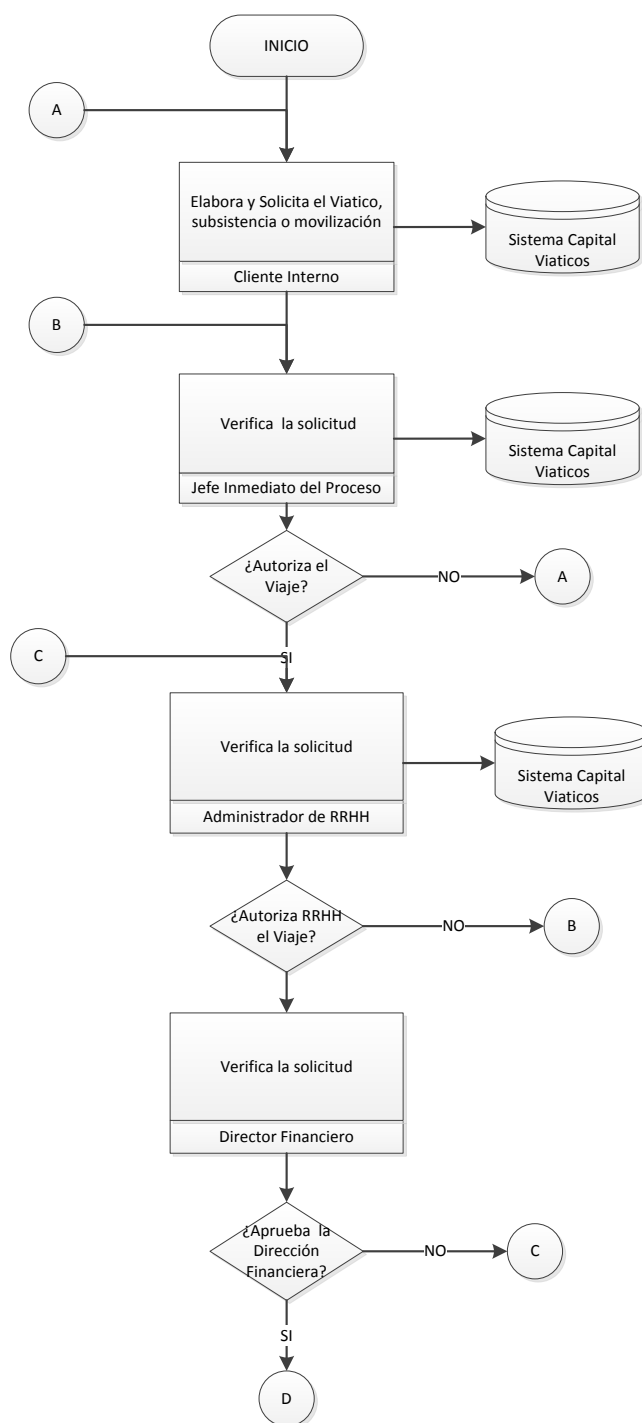 INICIO
A
Elabora y Solicita el Viatico,
subsistencia o movilización
Cliente Interno
Sistema Capital
Viaticos
B
Verifica la solicitud
Jefe Inmediato del Proceso
Sistema Capital
Viaticos
¿Autoriza el
Viaje?
NO
A
SI
C
Verifica la solicitud
Administrador de RRHH
Sistema Capital
Viaticos
¿Autoriza RRHH
el Viaje?
NO
B
Verifica la solicitud
Director Financiero
¿Aprueba la
Dirección
Financiera?
NO
C
SI
D